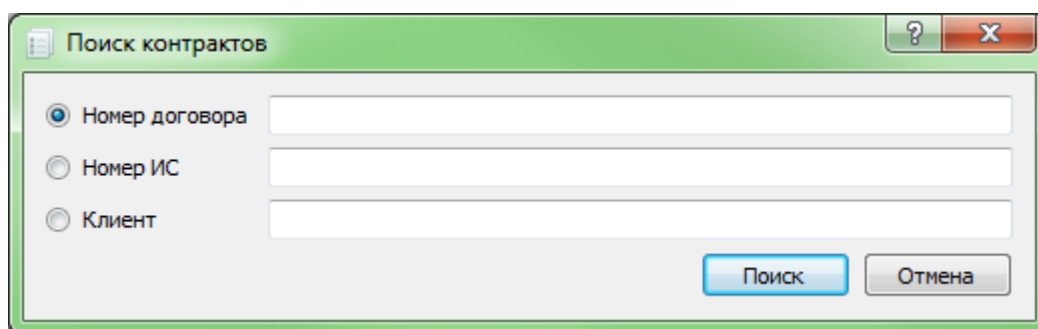 Поиск контрактов
Номер договора
Номер ИС
Клиент
Поиск Отмена